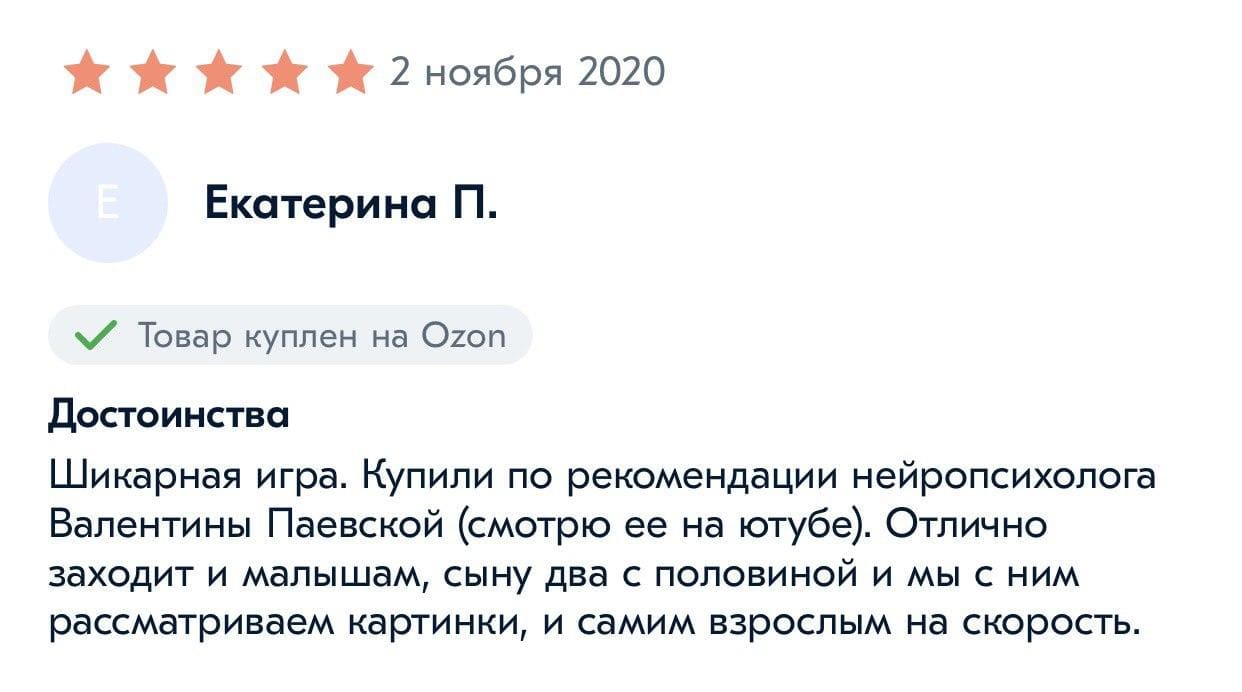 2 ноября 2020
Е
Екатерина П.
Товар куплен на Ozon
Достоинства
Шикарная игра. Купили по рекомендации нейропсихолога
Валентины Паевской (смотрю ее на ютубе). Отлично
заходит и малышам, сыну два с половиной и мы с ним
рассматриваем картинки, и самим взрослым на скорость.